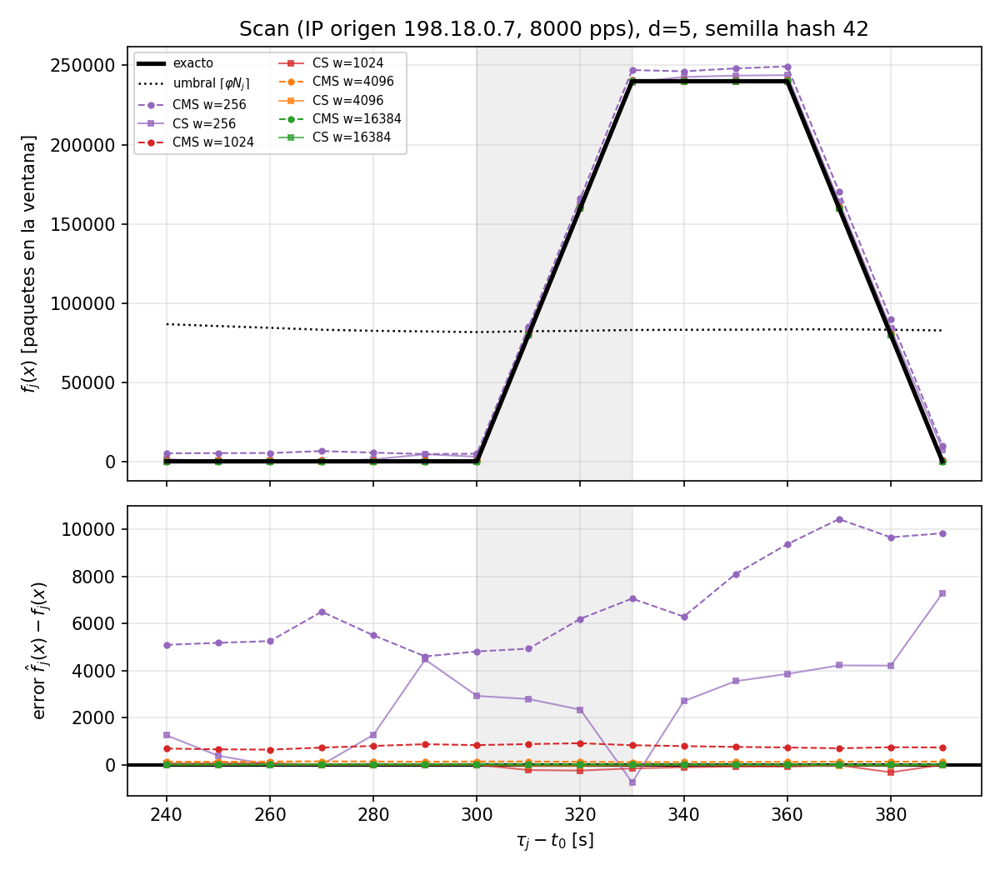 Scan (IP origen 198.18.0.7, 8000 pps), d=5, semilla hash 42
exacto
umbral ⌈φN_j⌉
CMS w=256
CS w=256
CMS w=1024
CS w=1024
CMS w=4096
CS w=4096
CMS w=16384
CS w=16384
f_j(x) [paquetes en la ventana]
250000
200000
150000
100000
50000
0
error f̂_j(x) − f_j(x)
10000
8000
6000
4000
2000
0
240 260 280 300 320 340 360 380
τ_j − t_0 [s]